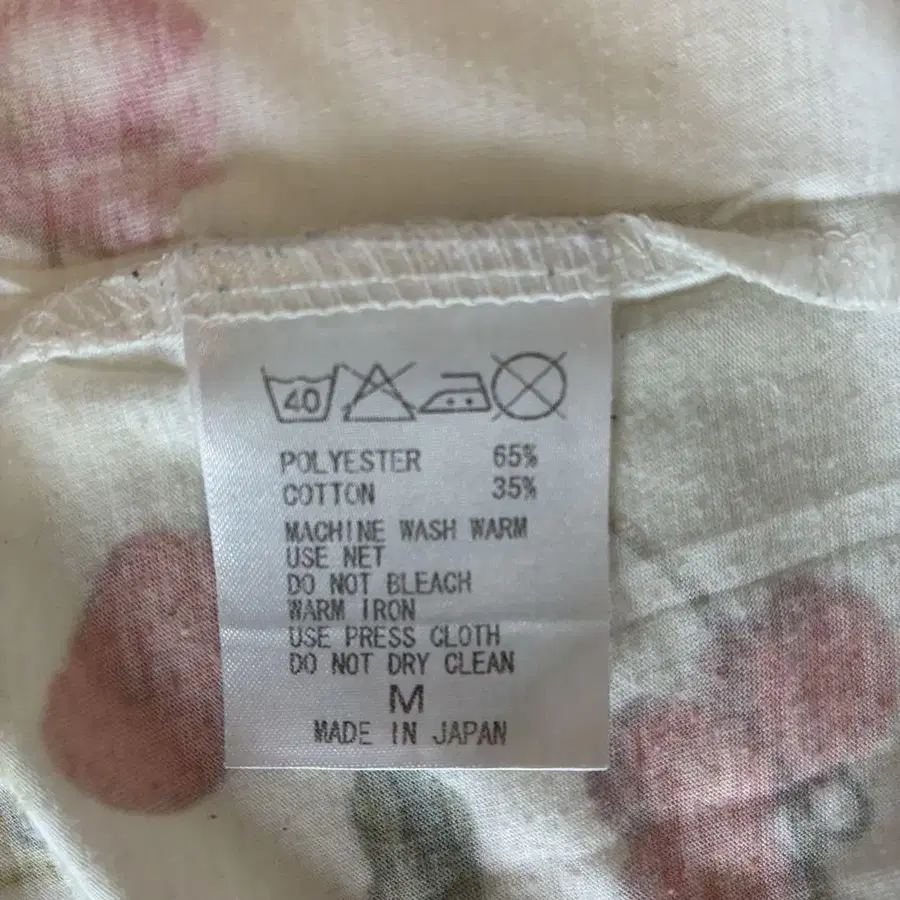 40
POLYESTER 65%
COTTON 35%
MACHINE WASH WARM
USE NET
DO NOT BLEACH
WARM IRON
USE PRESS CLOTH
DO NOT DRY CLEAN
M
MADE IN JAPAN